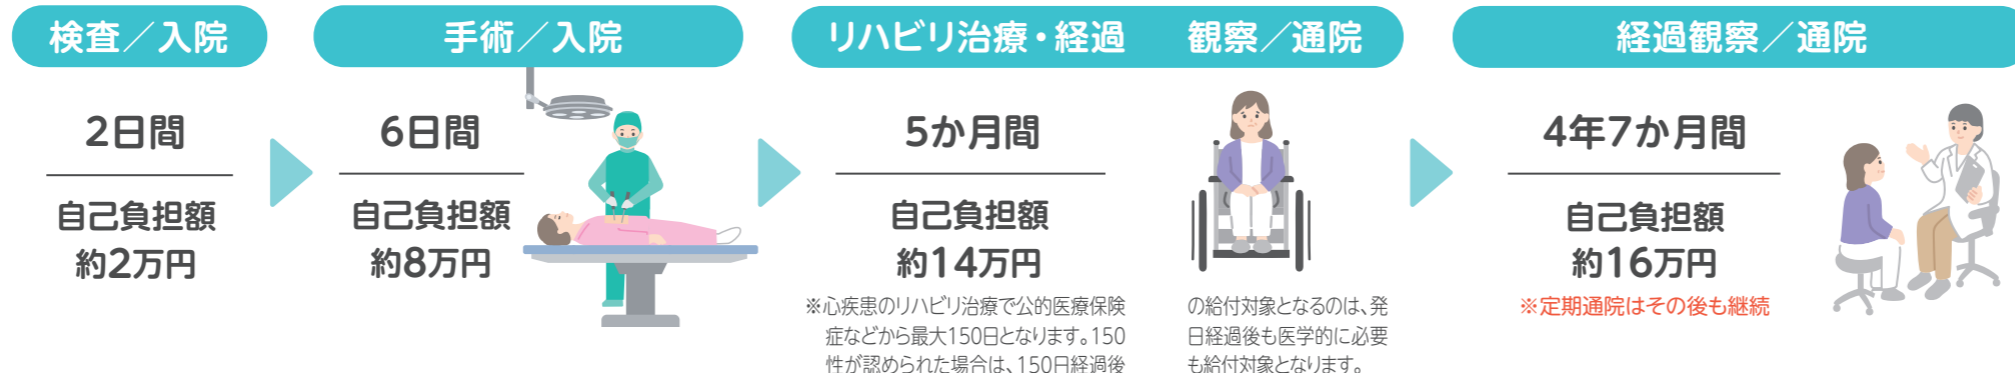 検査／入院
2日間
自己負担額
約2万円
手術／入院
6日間
自己負担額
約8万円
リハビリ治療・経過観察／通院
5か月間
自己負担額
約14万円
※心疾患のリハビリ治療で公的医療保険の給付対象となるのは、発
症などから最大150日となります。150日経過後も医学的に必要
性が認められた場合は、150日経過後も給付対象となります。
経過観察／通院
4年7か月間
自己負担額
約16万円
※定期通院はその後も継続